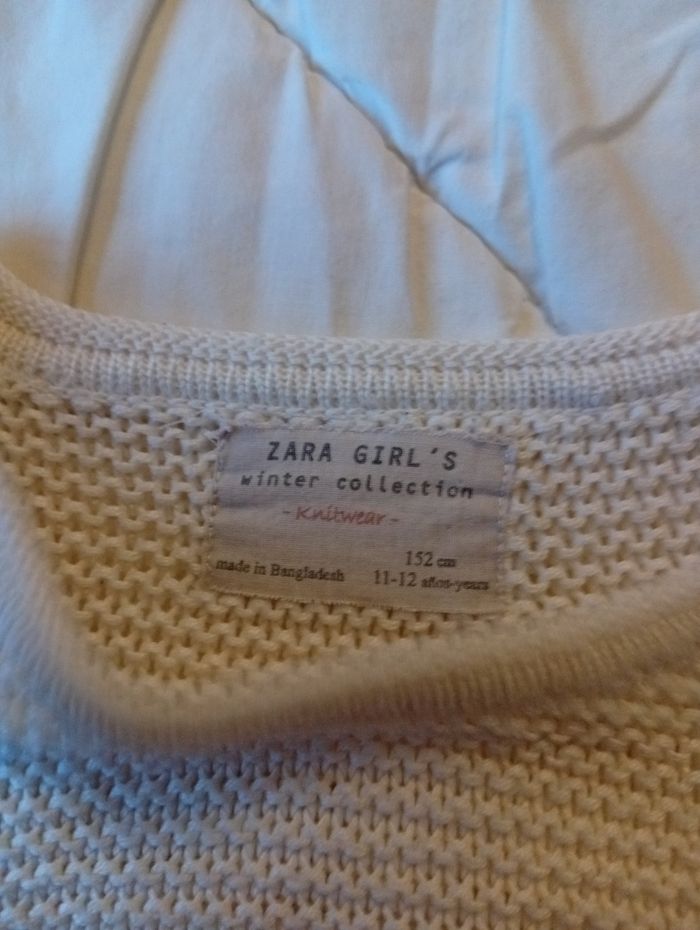 ZARA GIRL'S
winter collection
-Knitwear-
152 cm
made in Bangladesh 11-12 años-years